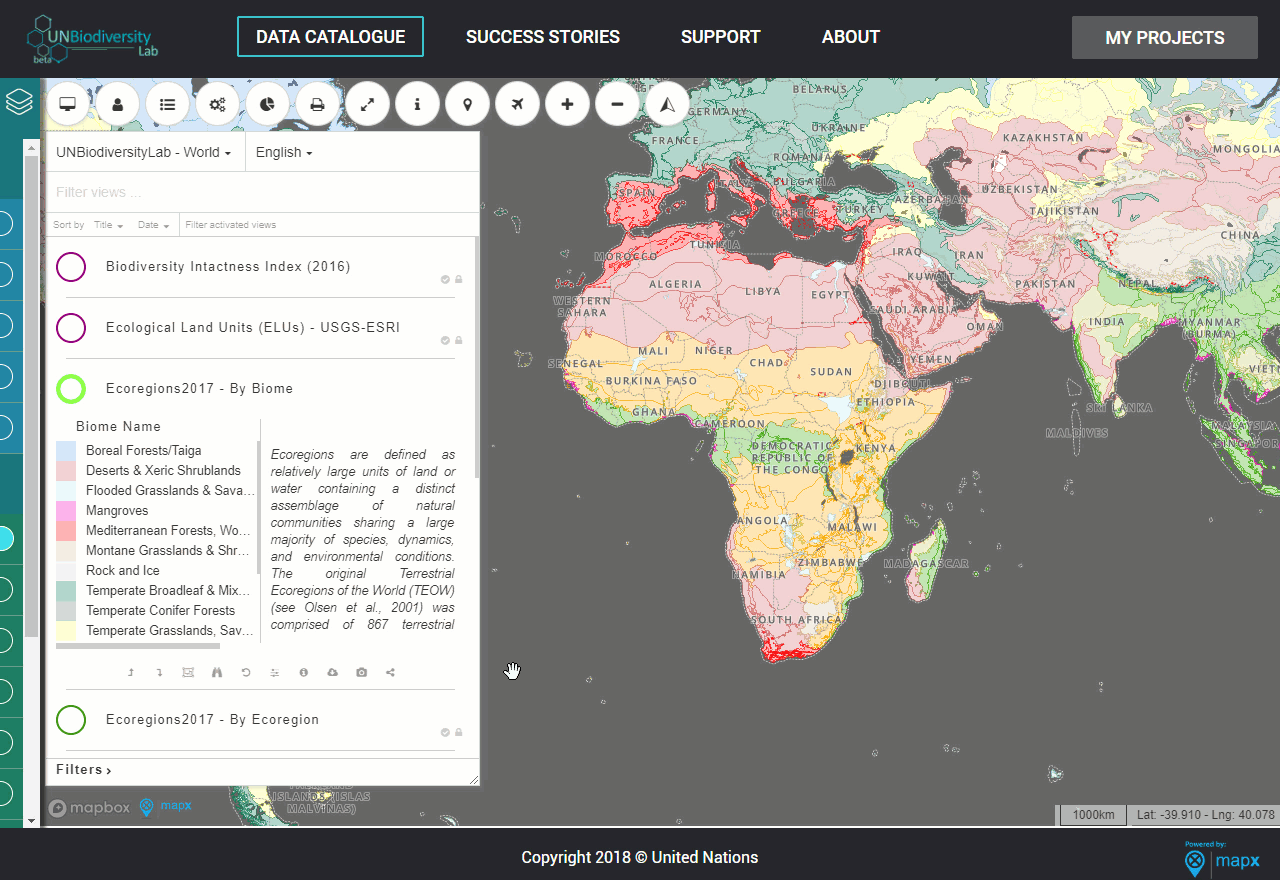 UNBiodiversity
Lab
beta
DATA CATALOGUE
SUCCESS STORIES
SUPPORT
ABOUT
MY PROJECTS
UNBiodiversityLab - World
English
Filter views ...
Sort by Title Date
Filter activated views
Biodiversity Intactness Index (2016)
Ecological Land Units (ELUs) - USGS-ESRI
Ecoregions2017 - By Biome
Biome Name
Boreal Forests/Taiga
Deserts & Xeric Shrublands
Flooded Grasslands & Sava…
Mangroves
Mediterranean Forests, Wo…
Montane Grasslands & Shr…
Rock and Ice
Temperate Broadleaf & Mix…
Temperate Conifer Forests
Temperate Grasslands, Sav…
Ecoregions are defined as
relatively large units of land or
water containing a distinct
assemblage of natural
communities sharing a large
majority of species, dynamics,
and environmental conditions.
The original Terrestrial
Ecoregions of the World (TEOW)
(see Olsen et al., 2001) was
comprised of 867 terrestrial
Ecoregions2017 - By Ecoregion
Filters
BELARUS
GERMANY
UKRAINE
FRANCE
KAZAKHSTAN
MONGOLIA
ROMANIA
ITALY
BULGARIA
SPAIN
UZBEKISTAN
AZERBAIJAN
GREECE
TURKEY
TAJIKISTAN
CHINA
TUNISIA
MOROCCO
IRAQ
IRAN
KUWAIT
PAKISTAN
NEPAL
ALGERIA
LIBYA
EGYPT
WESTERN
SAHARA
SAUDI ARABIA
OMAN
INDIA
MYANMAR
(BURMA)
MALI
NIGER
CHAD
SUDAN
YEMEN
SENEGAL
BURKINA FASO
DJIBOUTI
ETHIOPIA
VIETN
GHANA
CAMEROON
SRI LANKA
MALDIVES
MALAYSIA
SINGAPOR
DEMOCRATIC
REPUBLIC OF
THE CONGO
KENYA
ANGOLA
MALAWI
ZIMBABWE
MADAGASCAR
NAMIBIA
SOUTH AFRICA
ISLANDS (ISLAS
MALVINAS)
mapbox
mapx
1000km
Lat: -39.910 - Lng: 40.078
Copyright 2018 © United Nations
Powered by:
mapx